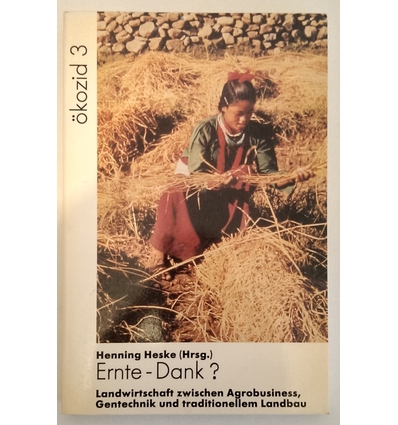 ökozid 3
Henning Heske (Hrsg.)
Ernte-Dank?
Landwirtschaft zwischen Agrobusiness,
Gentechnik und traditionellem Landbau